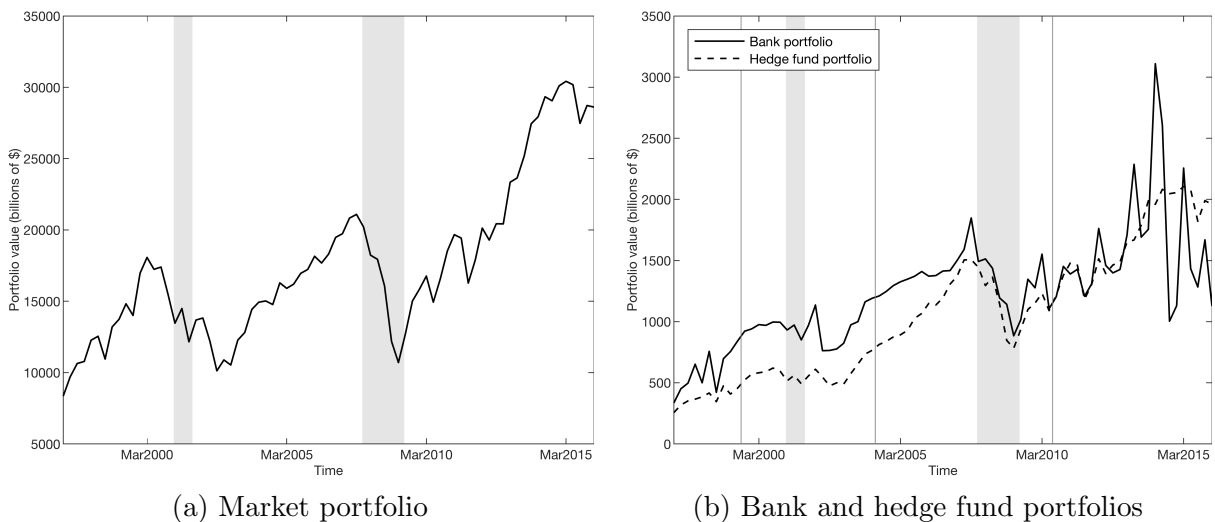 35000
30000
25000
20000
15000
10000
5000
Portfolio value (billions of $)
Mar2000 Mar2005 Mar2010 Mar2015
Time
(a) Market portfolio
3500
3000
2500
2000
1500
1000
500
0
Portfolio value (billions of $)
Bank portfolio
Hedge fund portfolio
Mar2000 Mar2005 Mar2010 Mar2015
Time
(b) Bank and hedge fund portfolios